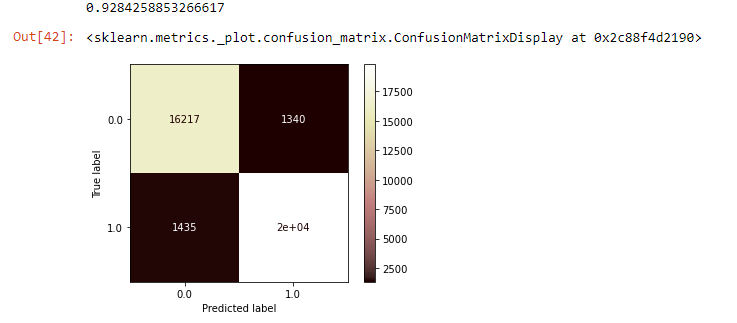 0.9284258853266617
Out[42]: <sklearn.metrics._plot.confusion_matrix.ConfusionMatrixDisplay at 0x2c88f4d2190>
17500
0.0 16217 1340
15000
12500
True label
10000
7500
1.0 1435 2e+04
5000
2500
0.0 1.0
Predicted label